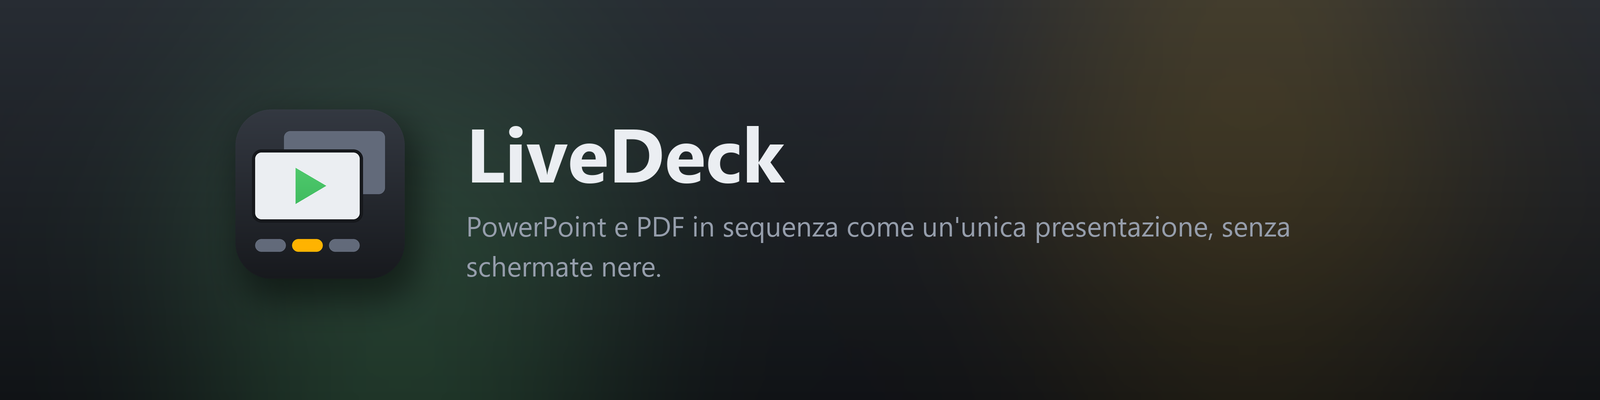 LiveDeck
PowerPoint e PDF in sequenza come un'unica presentazione, senza
schermate nere.